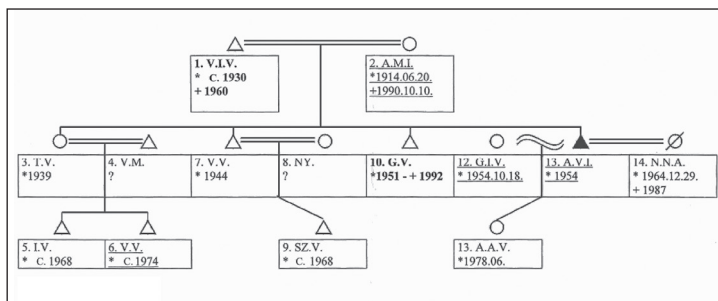 1. V.I.V.
* C. 1930
+ 1960
2. A.M.I.
*1914.06.20.
+1990.10.10.
3. T.V.
*1939
4. V.M.
?
7. V.V.
* 1944
8. NY.
?
10. G.V.
*1951 - + 1992
12. G.I.V.
* 1954.10.18.
13. A.V.I.
* 1954
14. N.N.A.
* 1964.12.29.
+ 1987
5. I.V.
* C. 1968
6. V.V.
* C. 1974
9. SZ.V.
* C. 1968
13. A.A.V.
*1978.06.